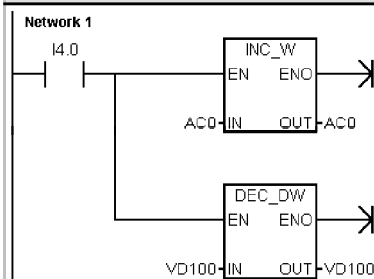 Network 1
I4.0
INC_W
EN ENO
AC0 IN OUT AC0
DEC_DW
EN ENO
VD100 IN OUT VD100